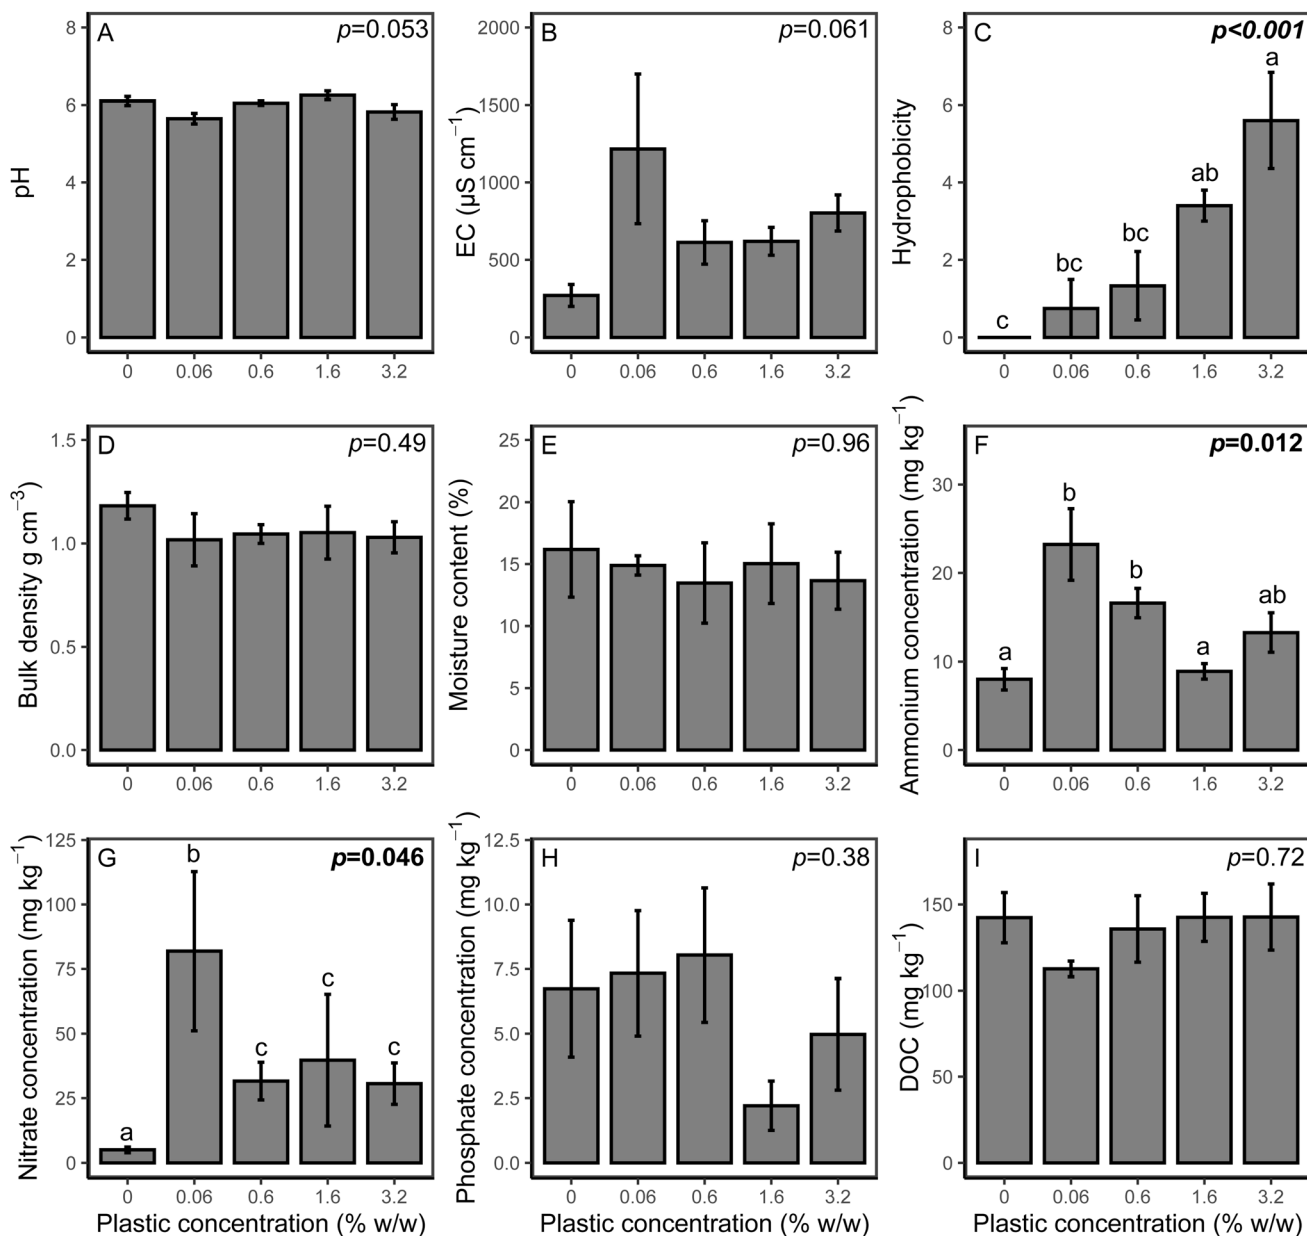 A
p=0.053
pH
8
6
4
2
0
0 0.06 0.6 1.6 3.2
B
p=0.061
EC (µS cm−1)
2000
1500
1000
500
0
0 0.06 0.6 1.6 3.2
C
p<0.001
Hydrophobicity
8
6
4
2
0
c bc bc ab a
0 0.06 0.6 1.6 3.2
D
p=0.49
Bulk density g cm−3
1.5
1.0
0.5
0.0
0 0.06 0.6 1.6 3.2
E
p=0.96
Moisture content (%)
25
20
15
10
5
0
0 0.06 0.6 1.6 3.2
F
p=0.012
Ammonium concentration (mg kg−1)
30
20
10
0
a b b a ab
0 0.06 0.6 1.6 3.2
G
p=0.046
Nitrate concentration (mg kg−1)
125
100
75
50
25
0
a b c c c
0 0.06 0.6 1.6 3.2
Plastic concentration (% w/w)
H
p=0.38
Phosphate concentration (mg kg−1)
10.0
7.5
5.0
2.5
0.0
0 0.06 0.6 1.6 3.2
Plastic concentration (% w/w)
I
p=0.72
DOC (mg kg−1)
150
100
50
0
0 0.06 0.6 1.6 3.2
Plastic concentration (% w/w)